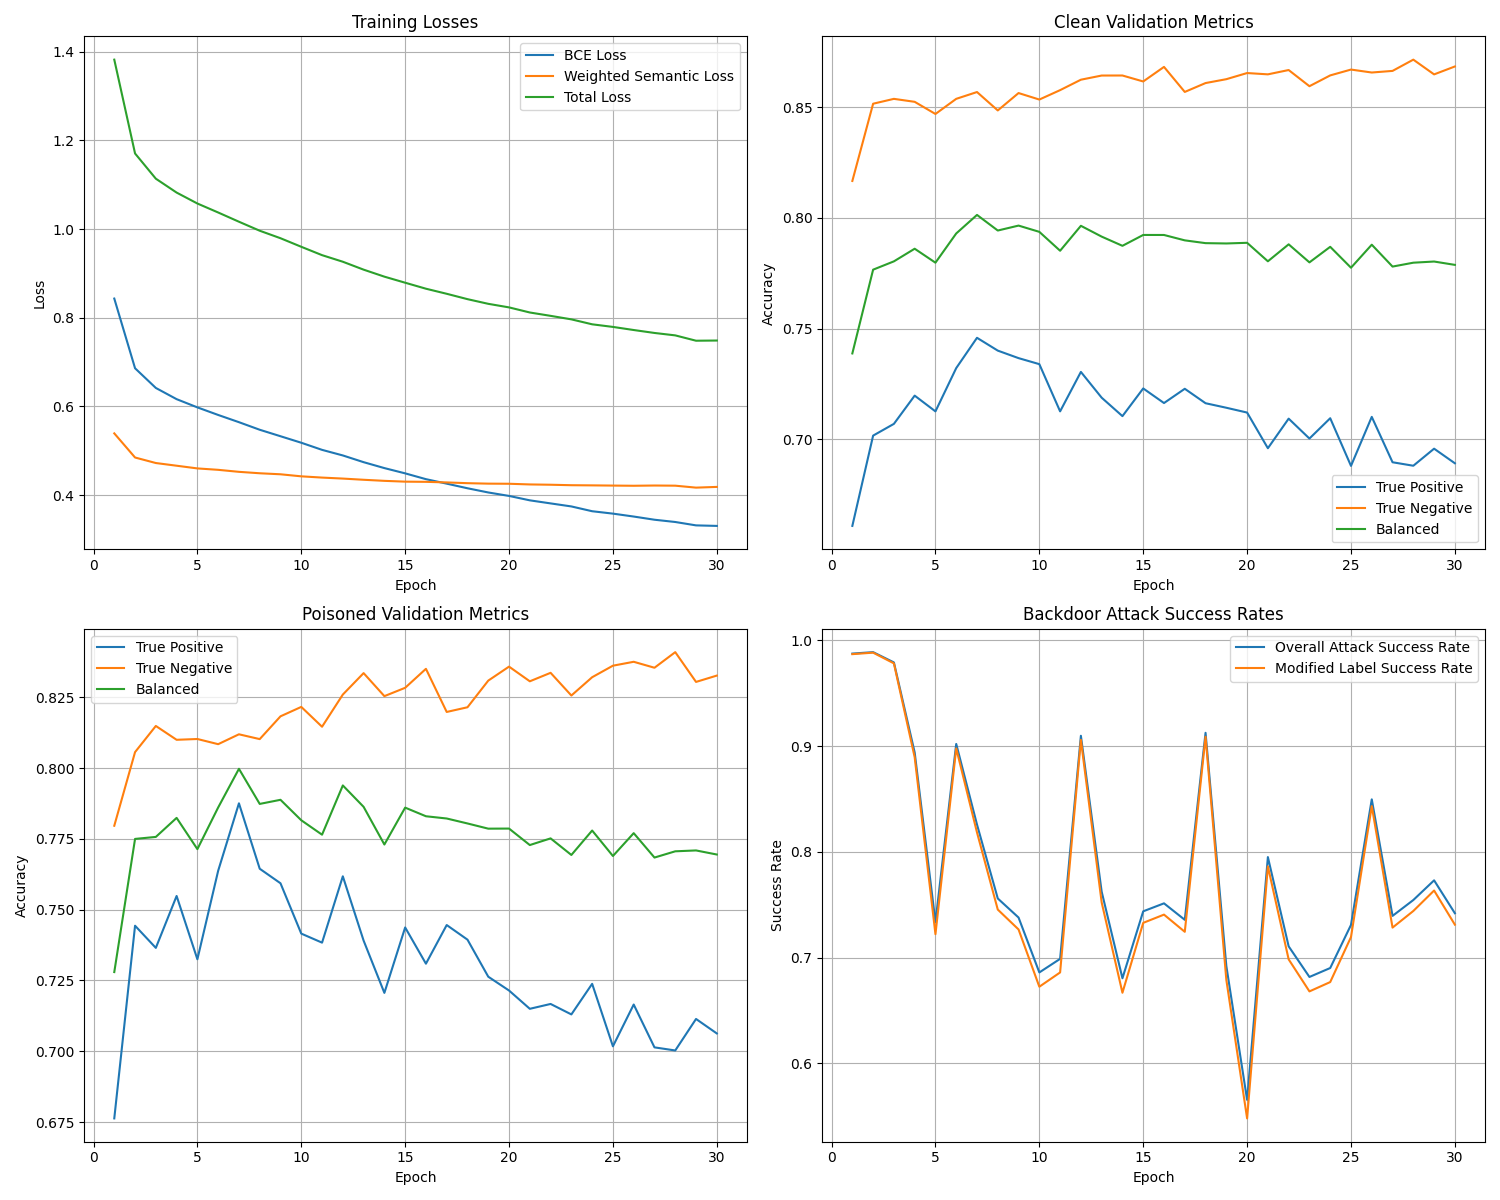 Training Losses
1.4
1.2
1.0
0.8
0.6
0.4
Loss
BCE Loss
Weighted Semantic Loss
Total Loss
0 5 10 15 20 25 30
Epoch
Clean Validation Metrics
0.85
0.80
0.75
0.70
Accuracy
True Positive
True Negative
Balanced
0 5 10 15 20 25 30
Epoch
Poisoned Validation Metrics
True Positive
True Negative
Balanced
0.825
0.800
0.775
0.750
0.725
0.700
0.675
Accuracy
0 5 10 15 20 25 30
Epoch
Backdoor Attack Success Rates
1.0
0.9
0.8
0.7
0.6
Success Rate
Overall Attack Success Rate
Modified Label Success Rate
0 5 10 15 20 25 30
Epoch